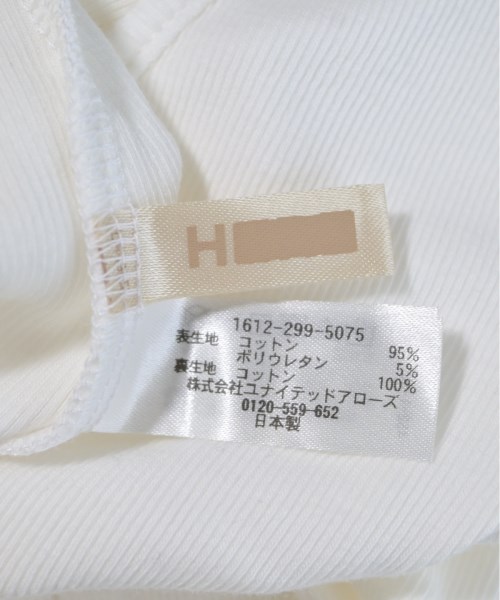 H
1612-299-5075
表生地 コットン 95%
ポリウレタン 5%
裏生地 コットン 100%
株式会社ユナイテッドアローズ
0120-559-652
日本製